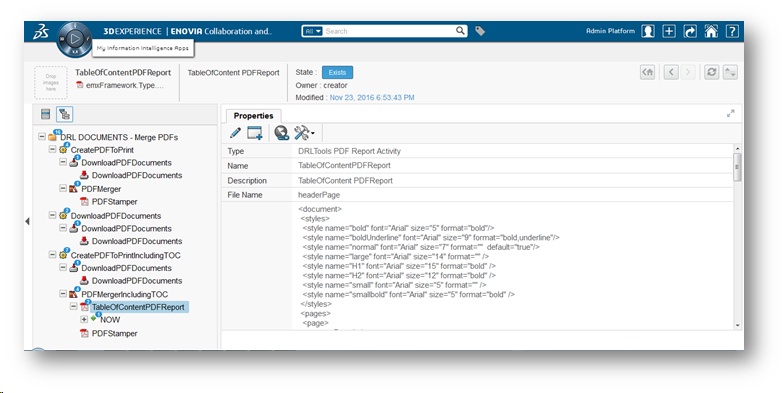 3DEXPERIENCE | ENOVIA Collaboration and..
All
Search
Admin Platform
My Information Intelligence Apps
Drop
Images
here
TableOfContentPDFReport
emxFramework.Type....
TableOfContent PDFReport
State : Exists
Owner : creator
Modified : Nov 23, 2016 6:53:43 PM
DRL DOCUMENTS - Merge PDFs
CreatePDFToPrint
DownloadPDFDocuments
DownloadPDFDocuments
PDFMerger
PDFStamper
DownloadPDFDocuments
DownloadPDFDocuments
DownloadPDFDocuments
CreatePDFToPrintIncludingTOC
DownloadPDFDocuments
DownloadPDFDocuments
PDFMergerIncludingTOC
TableOfContentPDFReport
NOW
PDFStamper
Properties
Type DRLTools PDF Report Activity
Name TableOfContentPDFReport
Description TableOfContent PDFReport
File Name headerPage
<document>
<styles>
<style name="bold" font="Arial" size="5" format="bold"/>
<style name="boldUnderline" font="Arial" size="9" format="bold,underline"/>
<style name="normal" font="Arial" size="7" format="" default="true"/>
<style name="large" font="Arial" size="14" format="" />
<style name="H1" font="Arial" size="15" format="bold" />
<style name="H2" font="Arial" size="12" format="bold" />
<style name="small" font="Arial" size="5" format="" />
<style name="smallbold" font="Arial" size="5" format="bold" />
</styles>
<pages>
<page>